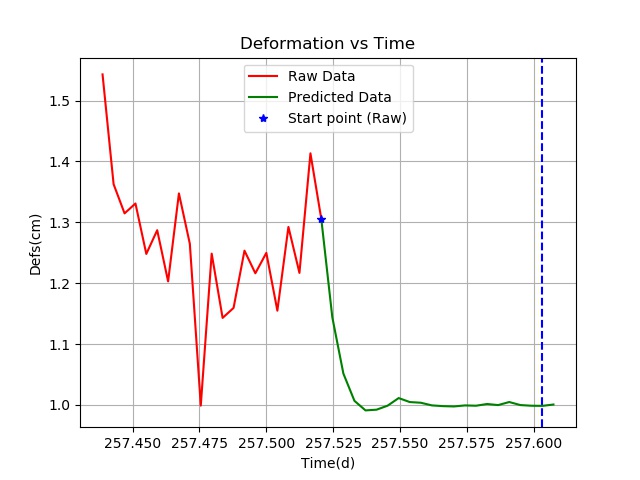 Deformation vs Time
Raw Data
Predicted Data
Start point (Raw)
Defs(cm)
1.5
1.4
1.3
1.2
1.1
1.0
257.450 257.475 257.500 257.525 257.550 257.575 257.600
Time(d)